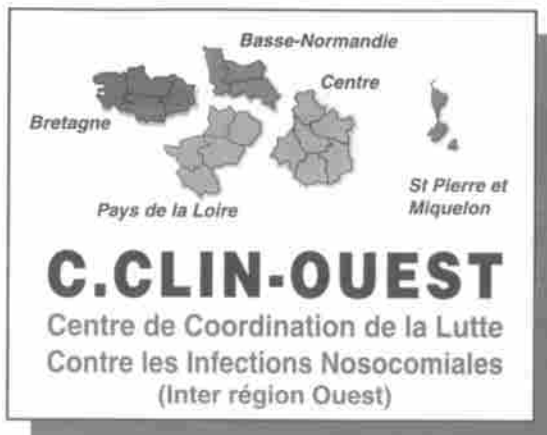 Basse-Normandie
Centre
Bretagne
St Pierre et
Miquelon
Pays de la Loire
C.CLIN-OUEST
Centre de Coordination de la Lutte
Contre les Infections Nosocomiales
(Inter région Ouest)